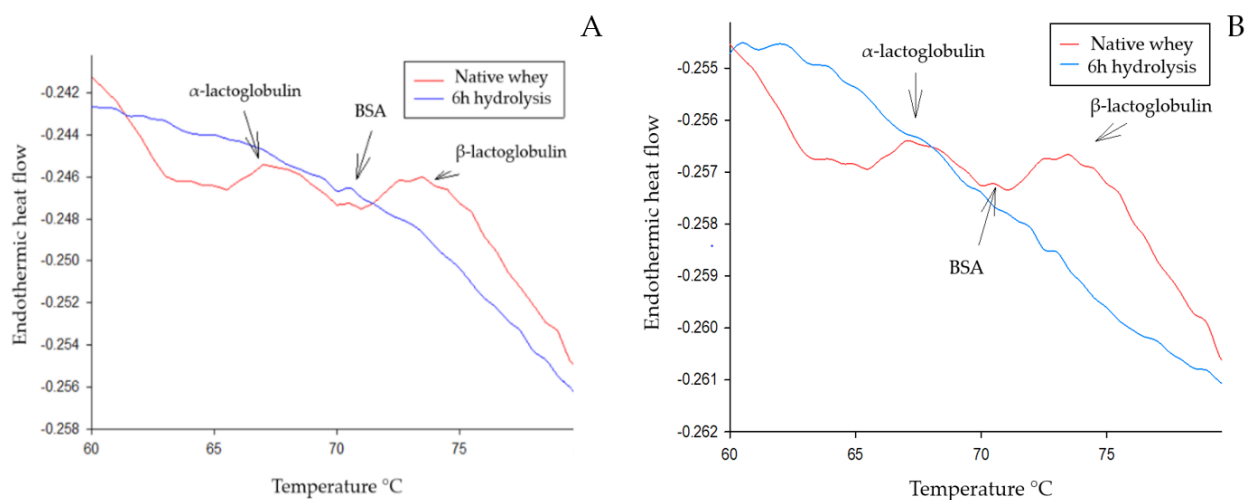 A
Native whey
6h hydrolysis
α-lactoglobulin
BSA
β-lactoglobulin
Endothermic heat flow
-0.242
-0.244
-0.246
-0.248
-0.250
-0.252
-0.254
-0.256
-0.258
60
65
70
75
Temperature °C
B
Native whey
6h hydrolysis
α-lactoglobulin
β-lactoglobulin
BSA
Endothermic heat flow
-0.255
-0.256
-0.257
-0.258
-0.259
-0.260
-0.261
-0.262
60
65
70
75
Temperature °C